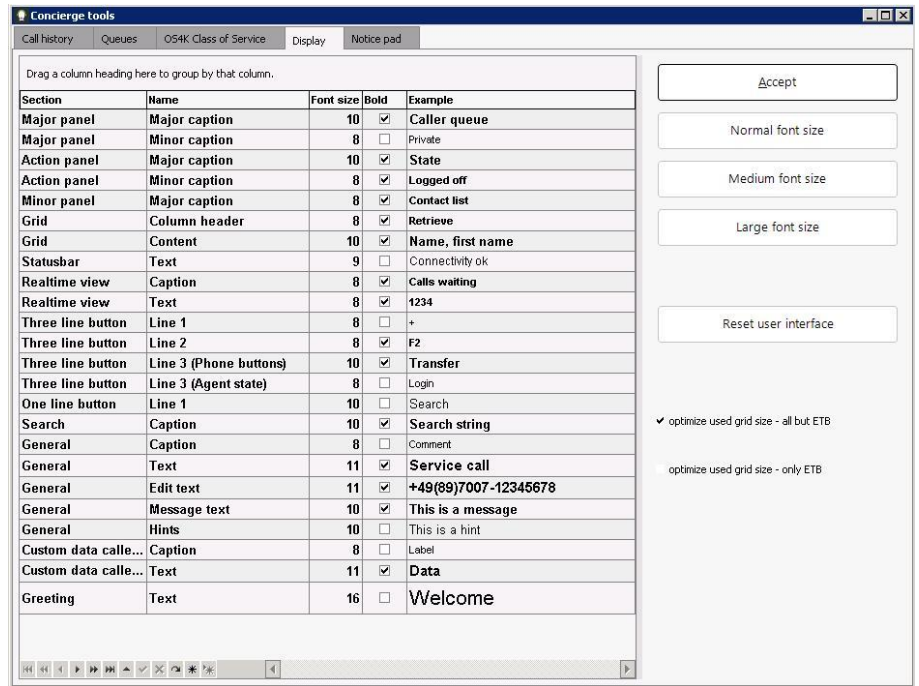 Concierge tools
Call history Queues OS4K Class of Service Display Notice pad
Drag a column heading here to group by that column.
Section Name Font size Bold Example
Major panel Major caption 10 Caller queue
Major panel Minor caption 8 Private
Action panel Major caption 10 State
Action panel Minor caption 8 Logged off
Minor panel Major caption 8 Contact list
Grid Column header 8 Retrieve
Grid Content 10 Name, first name
Statusbar Text 9 Connectivity ok
Realtime view Caption 8 Calls waiting
Realtime view Text 8 1234
Three line button Line 1 8 +
Three line button Line 2 8 F2
Three line button Line 3 (Phone buttons) 10 Transfer
Three line button Line 3 (Agent state) 8 Login
One line button Line 1 10 Search
Search Caption 10 Search string
General Caption 8 Comment
General Text 11 Service call
General Edit text 11 +49(89)7007-12345678
General Message text 10 This is a message
General Hints 10 This is a hint
Custom data calle... Caption 8 Label
Custom data calle... Text 11 Data
Greeting Text 16 Welcome
Accept
Normal font size
Medium font size
Large font size
Reset user interface
optimize used grid size - all but ETB
optimize used grid size - only ETB